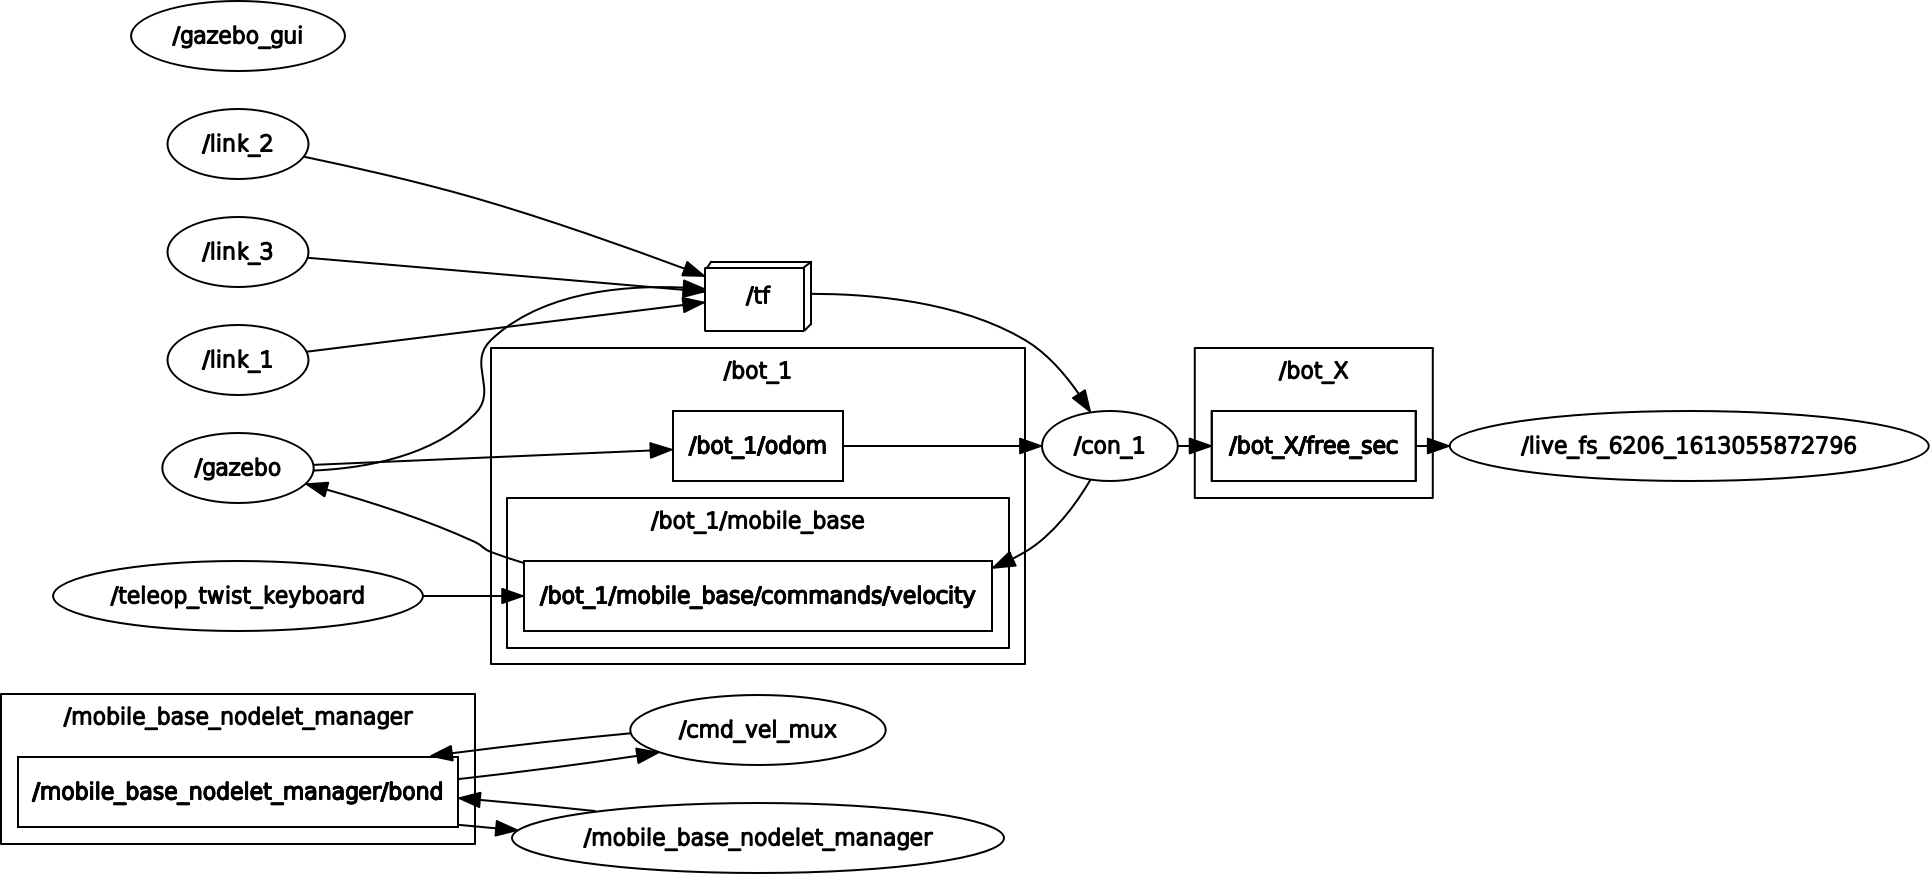 /gazebo_gui
/link_2
/link_3
/tf
/link_1
/bot_1
/bot_X
/bot_1/odom
/con_1
/bot_X/free_sec
/live_fs_6206_1613055872796
/gazebo
/bot_1/mobile_base
/teleop_twist_keyboard
/bot_1/mobile_base/commands/velocity
/mobile_base_nodelet_manager
/cmd_vel_mux
/mobile_base_nodelet_manager/bond
/mobile_base_nodelet_manager